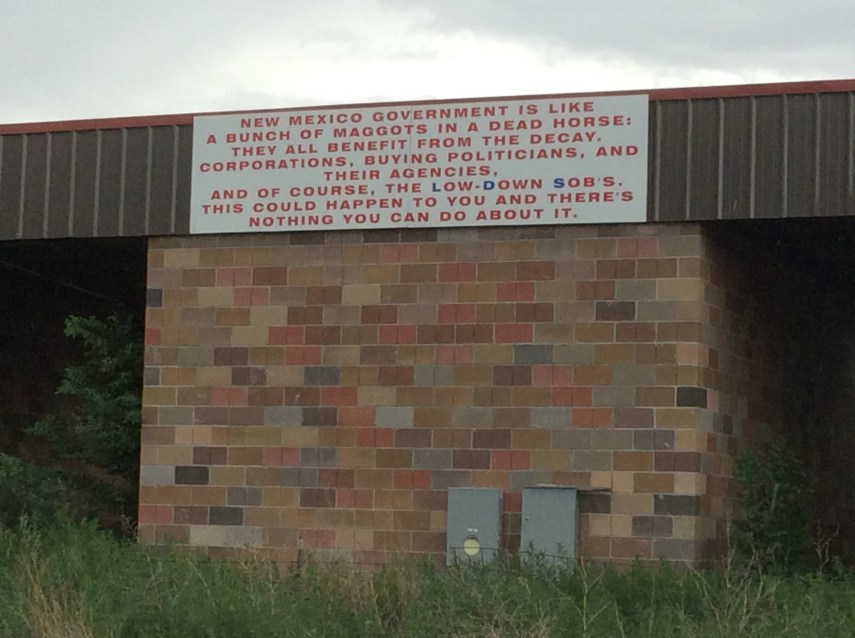 NEW MEXICO GOVERNMENT IS LIKE
A BUNCH OF MAGGOTS IN A DEAD HORSE:
THEY ALL BENEFIT FROM THE DECAY.
CORPORATIONS, BUYING POLITICIANS, AND
THEIR AGENCIES,
AND OF COURSE, THE LOW-DOWN SOB'S.
THIS COULD HAPPEN TO YOU AND THERE'S
NOTHING YOU CAN DO ABOUT IT.